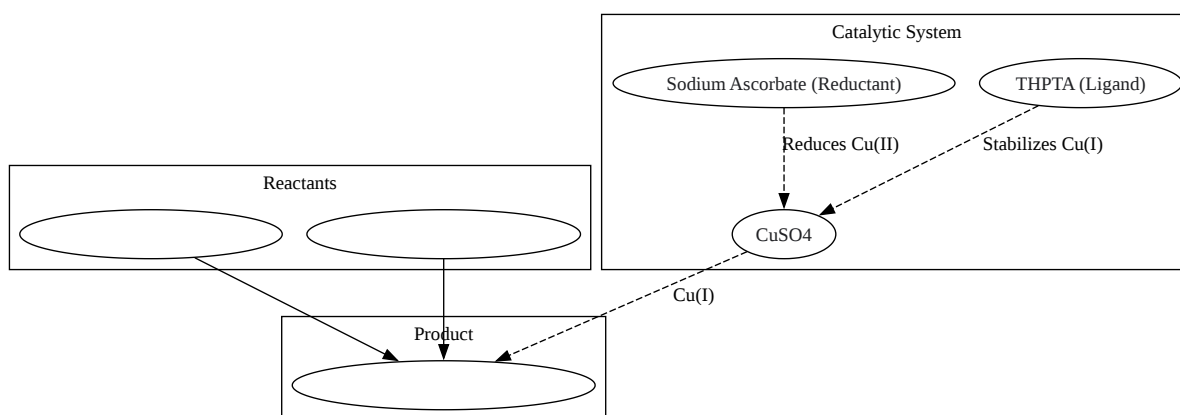 Catalytic System
Sodium Ascorbate (Reductant)
THPTA (Ligand)
Reduces Cu(II)
Stabilizes Cu(I)
Reactants
CuSO4
Cu(I)
Product